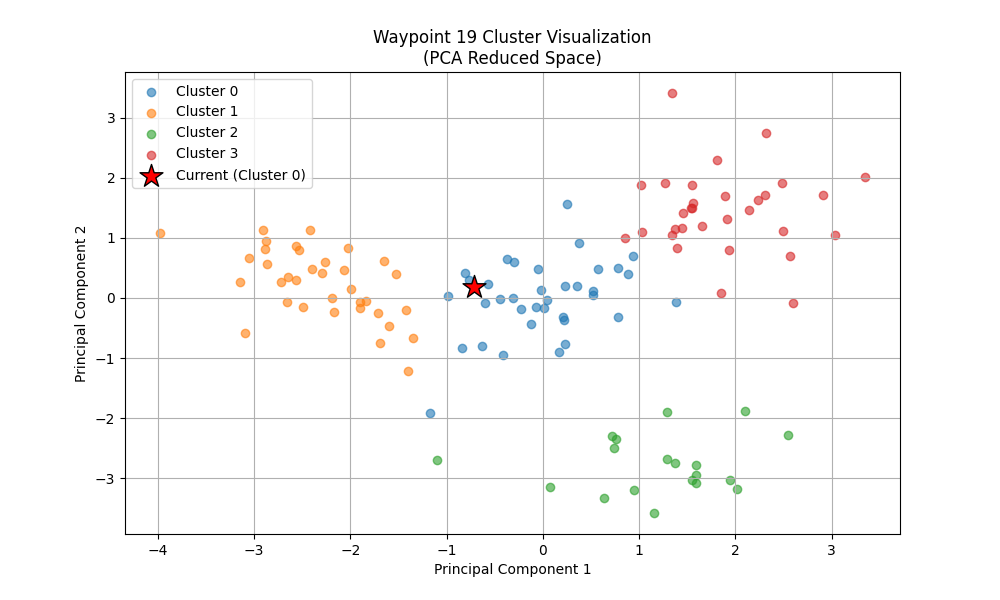 Waypoint 19 Cluster Visualization
(PCA Reduced Space)
Cluster 0
Cluster 1
Cluster 2
Cluster 3
Current (Cluster 0)
Principal Component 2
3
2
1
0
−1
−2
−3
−4 −3 −2 −1 0 1 2 3
Principal Component 1